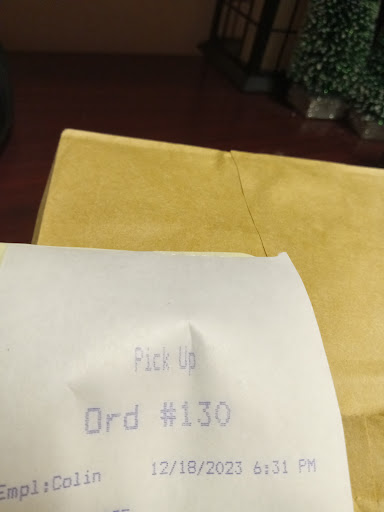 Pick Up
Ord #130
Empl:Colin 12/18/2023 6:31 PM